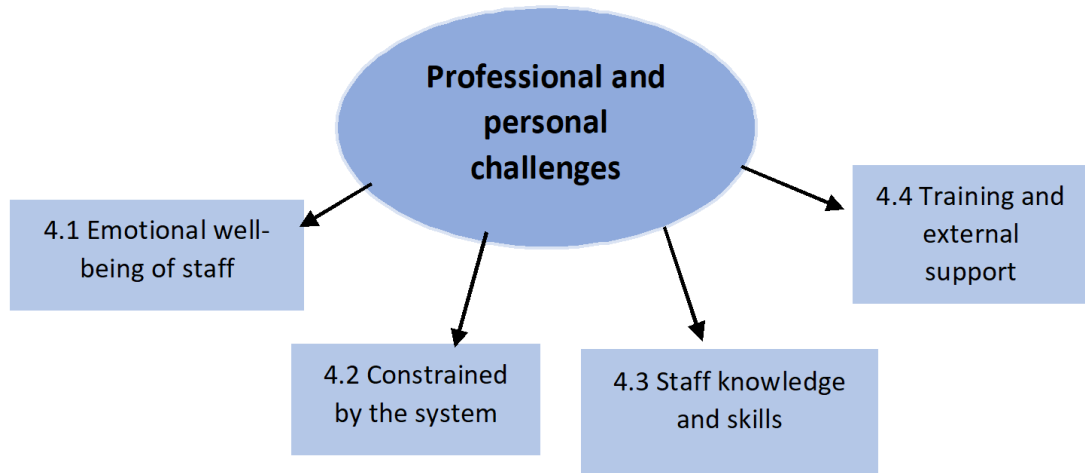 Professional and
personal
challenges
4.1 Emotional well-
being of staff
4.2 Constrained
by the system
4.3 Staff knowledge
and skills
4.4 Training and
external
support